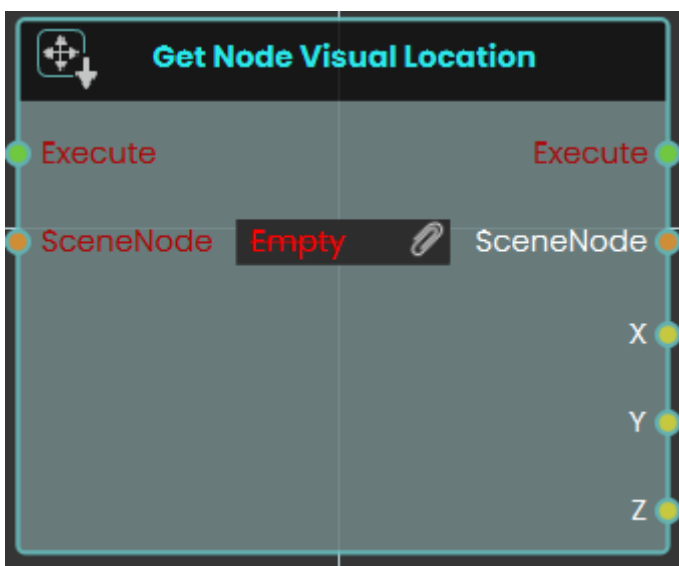 Get Node Visual Location
Execute Execute
SceneNode Empty SceneNode
X
Y
Z